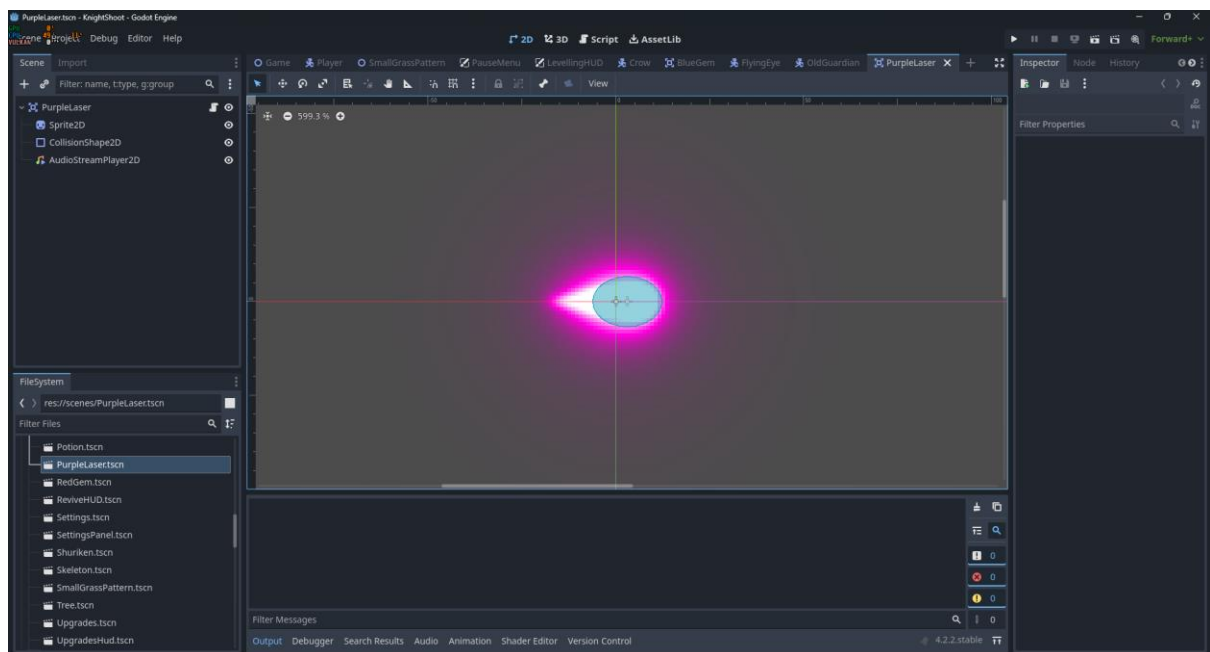 PurpleLaser.tscn - KnightShoot - Godot Engine
Debug Editor Help
2D 3D Script AssetLib
Forward+
Scene Import
Game Player SmallGrassPattern PauseMenu LevellingHUD Crow BlueGem FlyingEye OldGuardian PurpleLaser
Inspector Node History
Filter: name, t:type, g:group
View
PurpleLaser
Sprite2D
CollisionShape2D
AudioStreamPlayer2D
599.3 %
Filter Properties
FileSystem
res://scenes/PurpleLaser.tscn
Filter Files
Potion.tscn
PurpleLaser.tscn
RedGem.tscn
ReviveHUD.tscn
Settings.tscn
SettingsPanel.tscn
Shuriken.tscn
Skeleton.tscn
SmallGrassPattern.tscn
Tree.tscn
Upgrades.tscn
UpgradesHud.tscn
0
0
0
Filter Messages
0
Output Debugger Search Results Audio Animation Shader Editor Version Control
4.2.2.stable